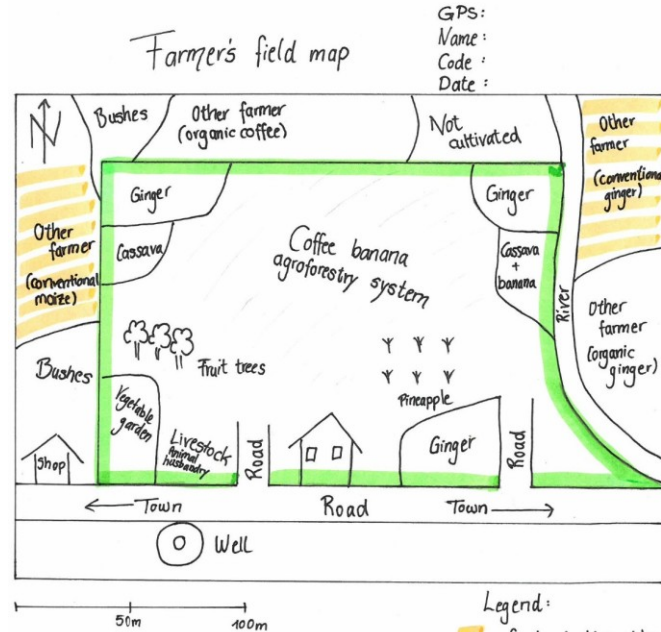 Farmer's field map
GPS:
Name:
Code:
Date:
N
Bushes
Other farmer
(organic coffee)
Not
cultivated
Other
farmer
(conventional
ginger)
Ginger
Ginger
Other
farmer
(conventional
maize)
Cassava
Coffee banana
agroforestry system
Cassava
+
banana
River
Other
farmer
(organic
ginger)
Bushes
Fruit trees
Pineapple
Vegetable
garden
Livestock
Animal
husbandry
Road
Ginger
Road
Shop
Town
Road
Town
Well
50m
100m
Legend: